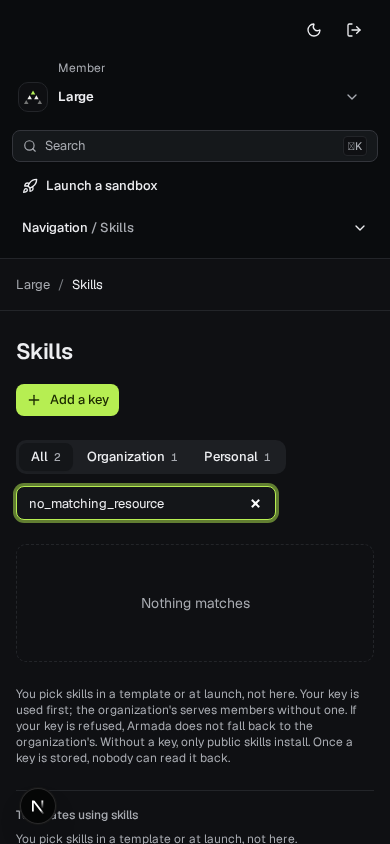 Member
Large
Search
K
Launch a sandbox
Navigation / Skills
Large / Skills
Skills
+ Add a key
All 2 Organization 1 Personal 1
no_matching_resource ×
Nothing matches
You pick skills in a template or at launch, not here. Your key is
used first; the organization's serves members without one. If
your key is refused, Armada does not fall back to the
organization's. Without a key, only public skills install. Once a
key is stored, nobody can read it back.
N
using skills
You pick skills in a template or at launch, not here.